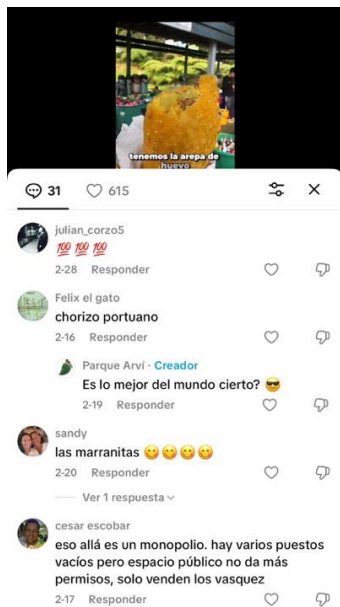 tenemos la arepa de
huevo
31
615
julian_corzo5
💯 💯 💯
2-28 Responder
Felix el gato
chorizo portuano
2-16 Responder
Parque Arví · Creador
Es lo mejor del mundo cierto? 😎
2-19 Responder
sandy
las marranitas 😋 😋 😋 😋
2-20 Responder
Ver 1 respuesta
cesar escobar
eso allá es un monopolio. hay varios puestos
vacíos pero espacio público no da más
permisos, solo venden los vasquez
2-17 Responder